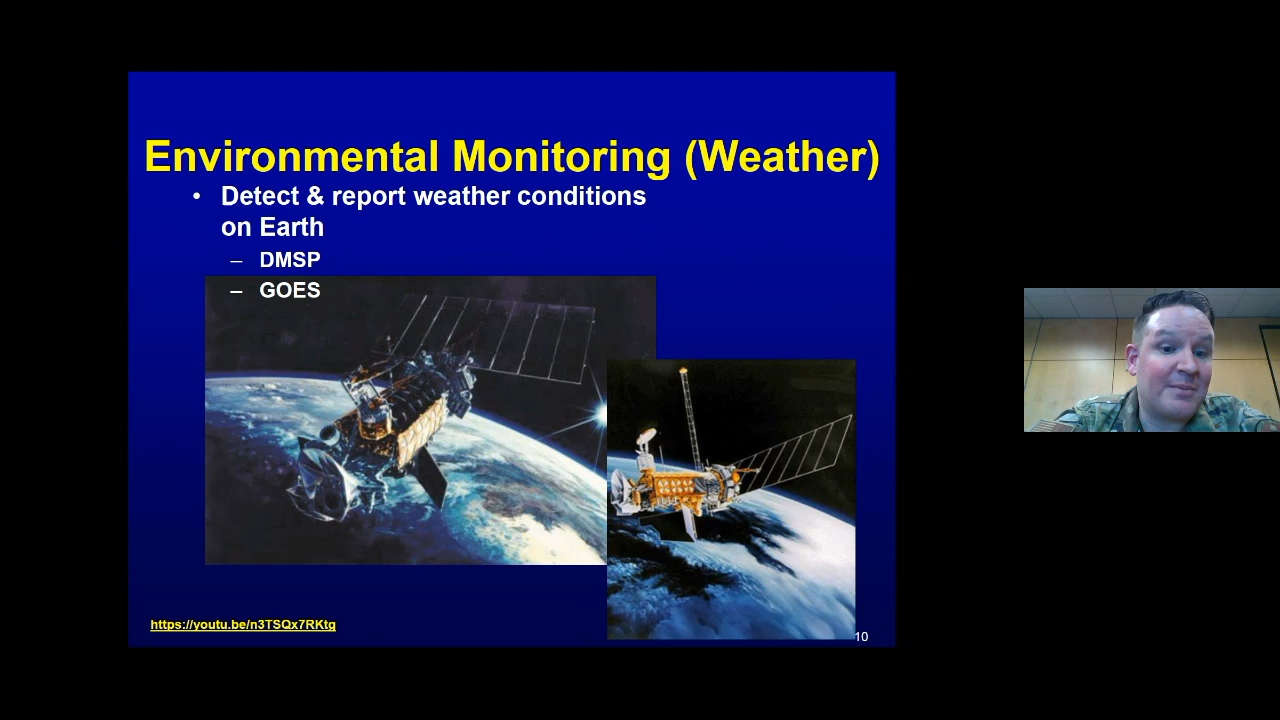 Environmental Monitoring (Weather)
• Detect & report weather conditions
on Earth
– DMSP
– GOES
https://youtu.be/n3TSQx7RKtg
10